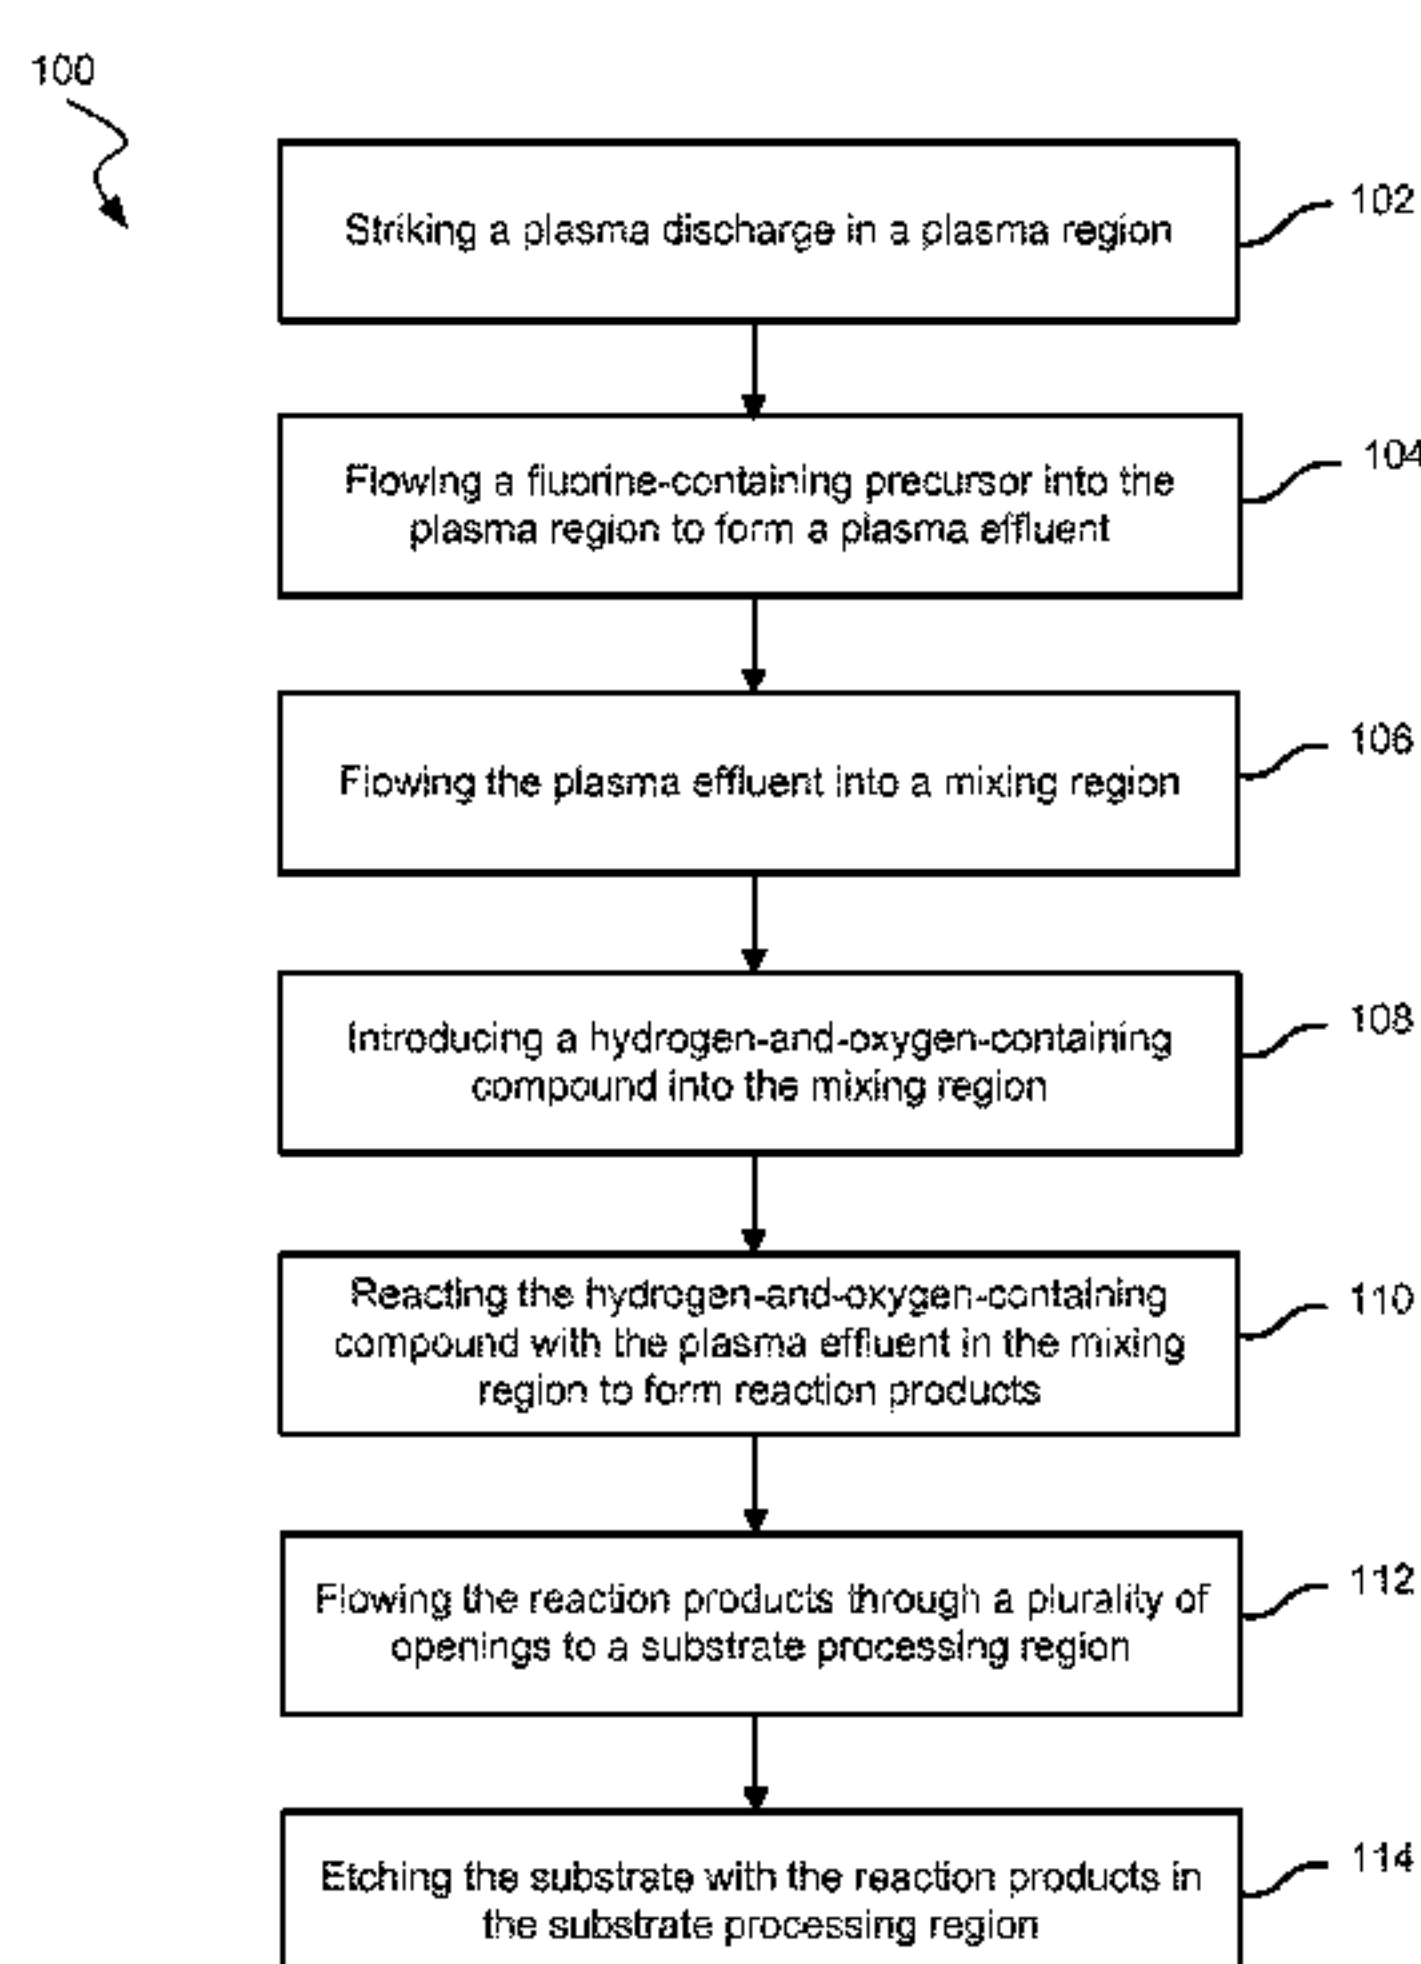 100
Striking a plasma discharge in a plasma region
102
Flowing a fluorine-containing precursor into the
plasma region to form a plasma effluent
104
Flowing the plasma effluent into a mixing region
106
Introducing a hydrogen-and-oxygen-containing
compound into the mixing region
108
Reacting the hydrogen-and-oxygen-containing
compound with the plasma effluent in the mixing
region to form reaction products
110
Flowing the reaction products through a plurality of
openings to a substrate processing region
112
Etching the substrate with the reaction products in
the substrate processing region
114